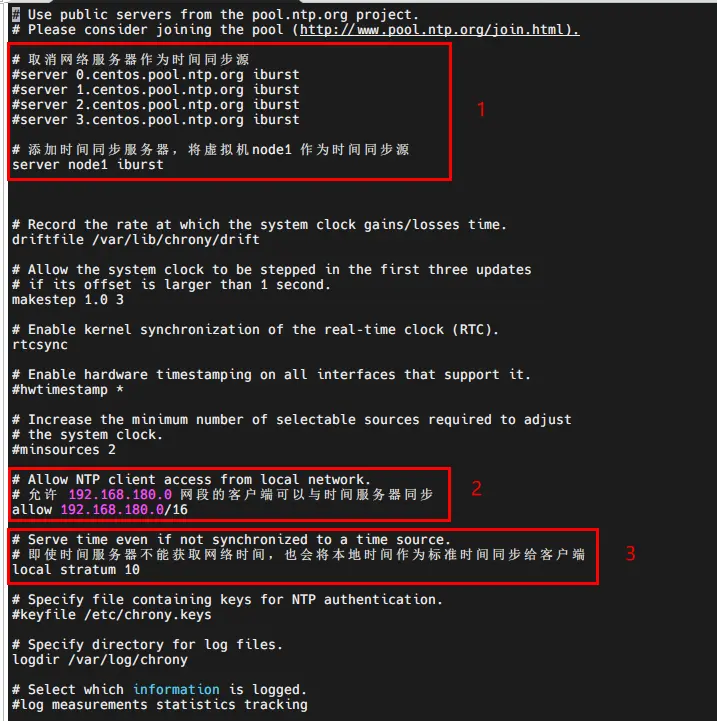 # Use public servers from the pool.ntp.org project.
# Please consider joining the pool (http://www.pool.ntp.org/join.html).
# 取消网络服务器作为时间同步源
#server 0.centos.pool.ntp.org iburst
#server 1.centos.pool.ntp.org iburst
#server 2.centos.pool.ntp.org iburst
#server 3.centos.pool.ntp.org iburst
1
# 添加时间同步服务器，将虚拟机node1 作为时间同步源
server node1 iburst
# Record the rate at which the system clock gains/losses time.
driftfile /var/lib/chrony/drift
# Allow the system clock to be stepped in the first three updates
# if its offset is larger than 1 second.
makestep 1.0 3
# Enable kernel synchronization of the real-time clock (RTC).
rtcsync
# Enable hardware timestamping on all interfaces that support it.
#hwtimestamp *
# Increase the minimum number of selectable sources required to adjust
# the system clock.
#minsources 2
# Allow NTP client access from local network.
# 允许 192.168.180.0 网段的客户端可以与时间服务器同步
allow 192.168.180.0/16
2
# Serve time even if not synchronized to a time source.
# 即使时间服务器不能获取网络时间，也会将本地时间作为标准时间同步给客户端
local stratum 10
3
# Specify file containing keys for NTP authentication.
#keyfile /etc/chrony.keys
# Specify directory for log files.
logdir /var/log/chrony
# Select which information is logged.
#log measurements statistics tracking